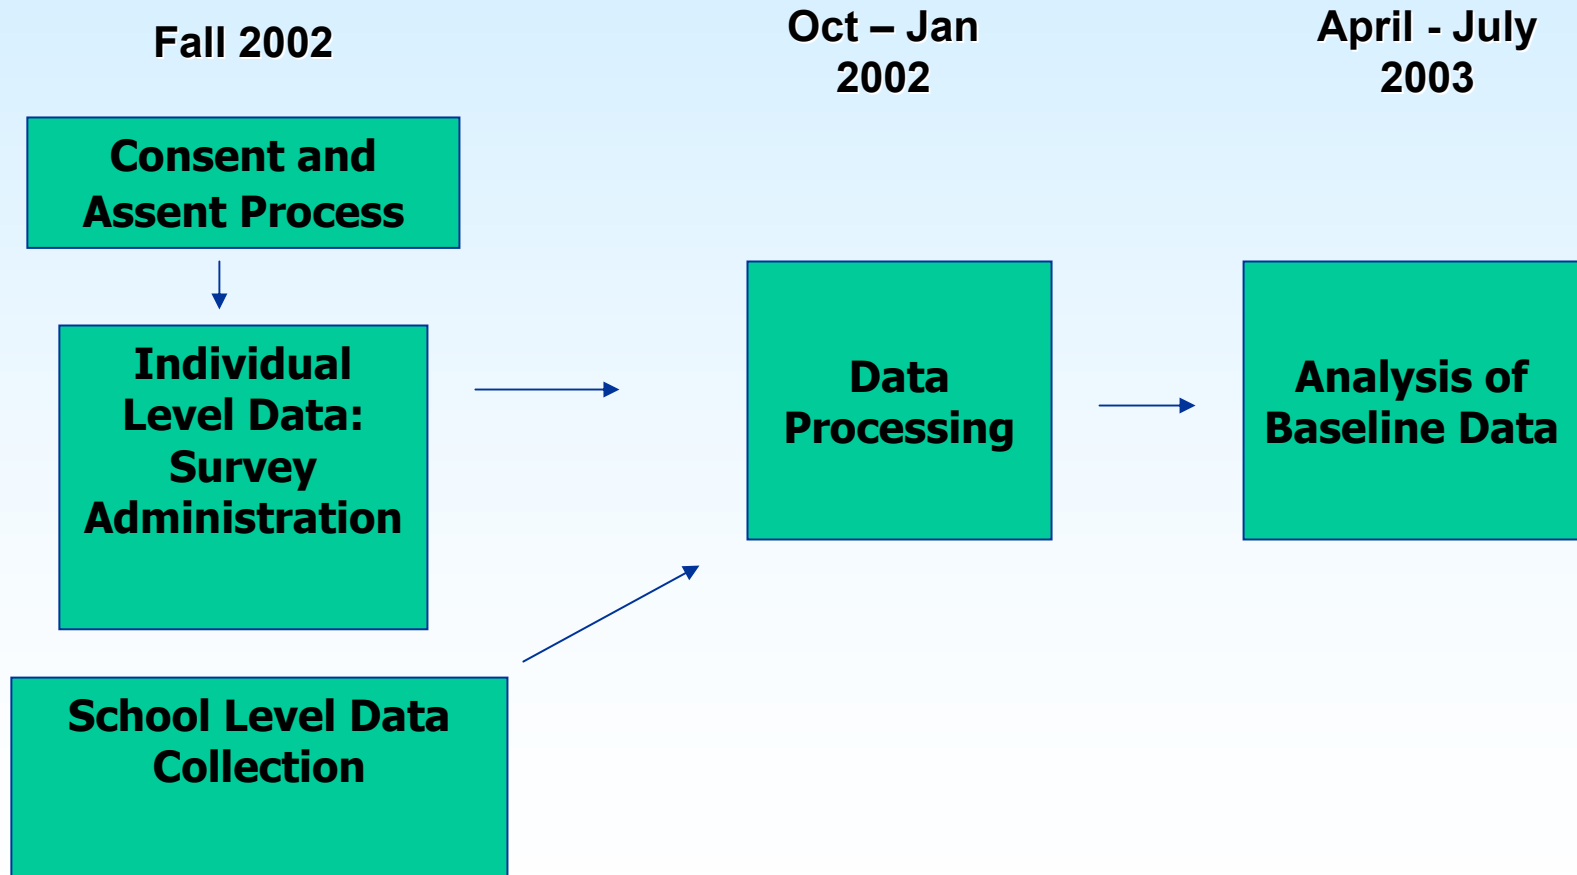 Fall 2002
Oct – Jan
2002
April - July
2003
Consent and
Assent Process
Individual
Level Data:
Survey
Administration
Data
Processing
Analysis of
Baseline Data
School Level Data
Collection